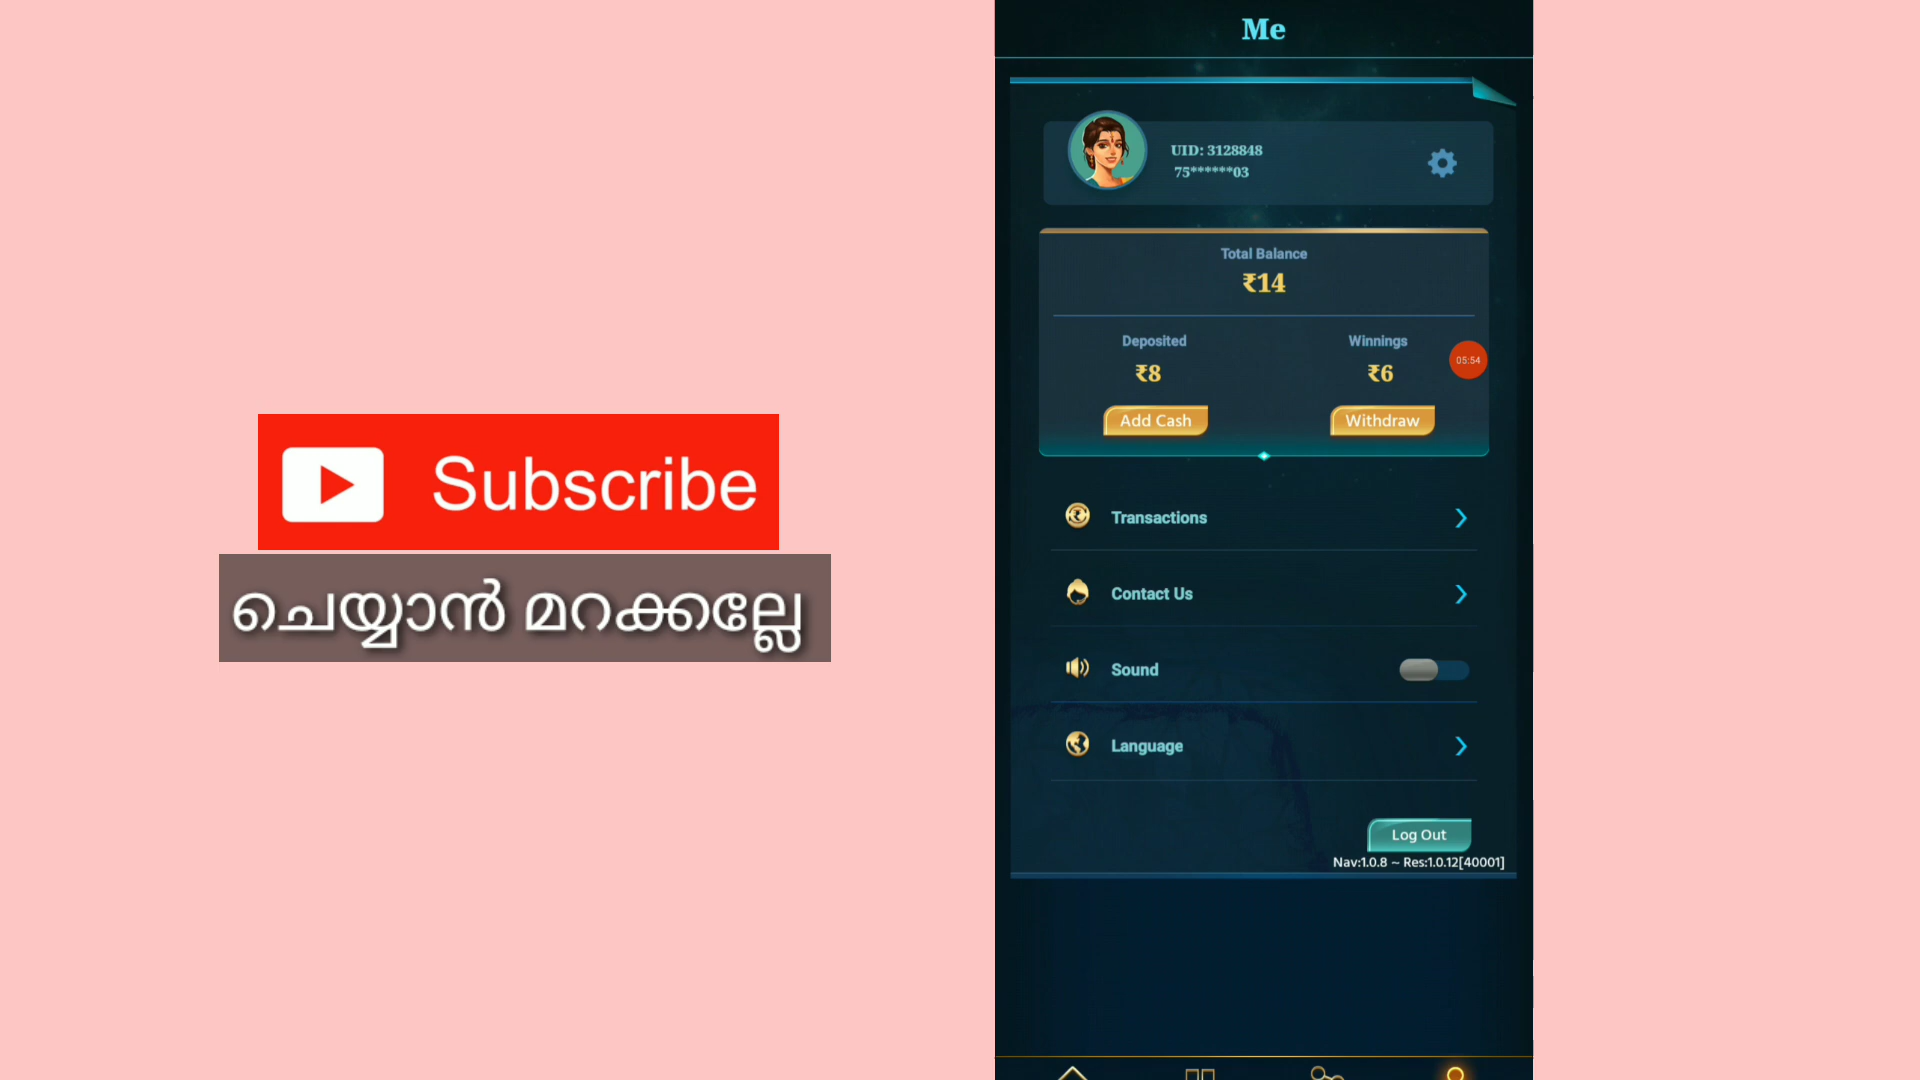 Subscribe
ചെയ്യാൻ മറക്കല്ലേ
Me
UID: 3128848
75******03
Total Balance
₹14
Deposited
Winnings
₹8
₹6
05:54
Add Cash
Withdraw
Transactions
Contact Us
Sound
Language
Log Out
Nav:1.0.8 ~ Res:1.0.12[40001]